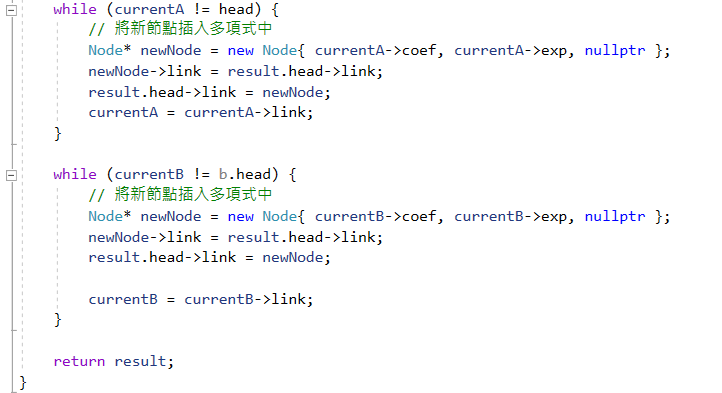 while (currentA != head) {
// 將新節點插入多項式中
Node* newNode = new Node{ currentA->coef, currentA->exp, nullptr };
newNode->link = result.head->link;
result.head->link = newNode;
currentA = currentA->link;
}
while (currentB != b.head) {
// 將新節點插入多項式中
Node* newNode = new Node{ currentB->coef, currentB->exp, nullptr };
newNode->link = result.head->link;
result.head->link = newNode;
currentB = currentB->link;
}
return result;
}